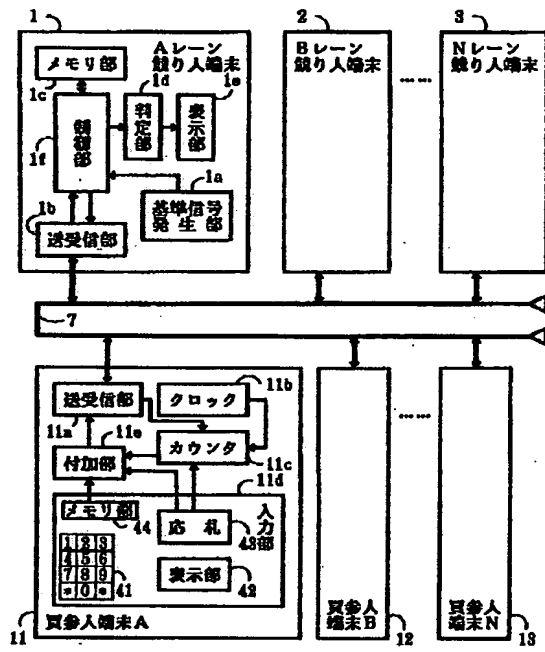 1
Aレーン
競り人端末
メモリ部
1c
1d
1e
制御部
判定部
表示部
1f
1a
基準信号
発生部
1b
送受信部
2
Bレーン
競り人端末
……
3
Nレーン
競り人端末
7
送受信部
11a
クロック
11b
付加部
11e
カウンタ
11c
11d
メモリ部
44
応札
43
入力部
1 2 3
4 5 6
7 8 9
* 0 *
41
表示部
42
11
買参人端末A
買参人
端末B
12
……
買参人
端末N
13